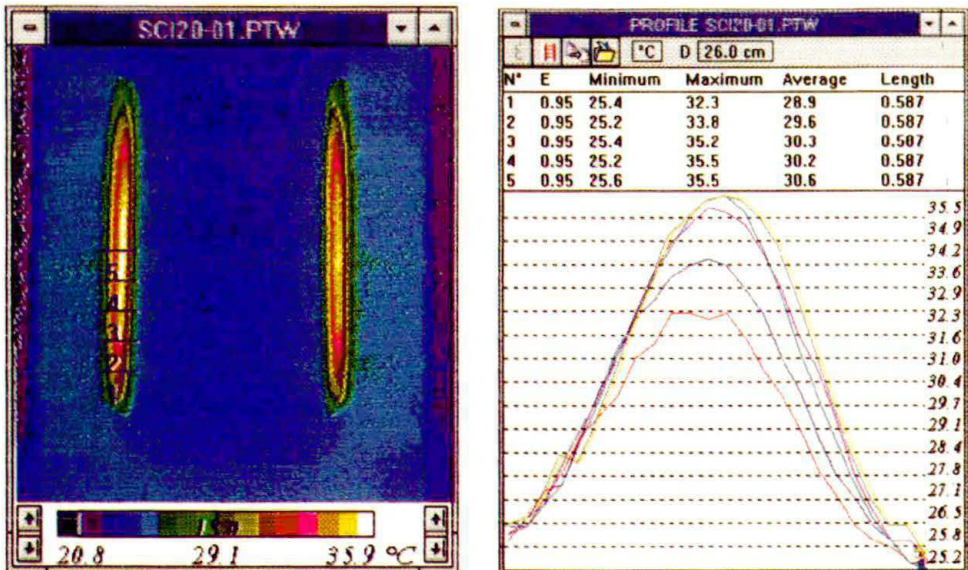 SCI20-01.PTW
5
4
3
2
20.8 29.1 35.9 °C
PROFILE SCI20-01.PTW
°C D 26.0 cm
N° E Minimum Maximum Average Length
1 0.95 25.4 32.3 28.9 0.587
2 0.95 25.2 33.8 29.6 0.587
3 0.95 25.4 35.2 30.3 0.587
4 0.95 25.2 35.5 30.2 0.587
5 0.95 25.6 35.5 30.6 0.587
35.5
34.9
34.2
33.6
32.9
32.3
31.6
31.0
30.4
29.7
29.1
28.4
27.8
27.1
26.5
25.8
25.2